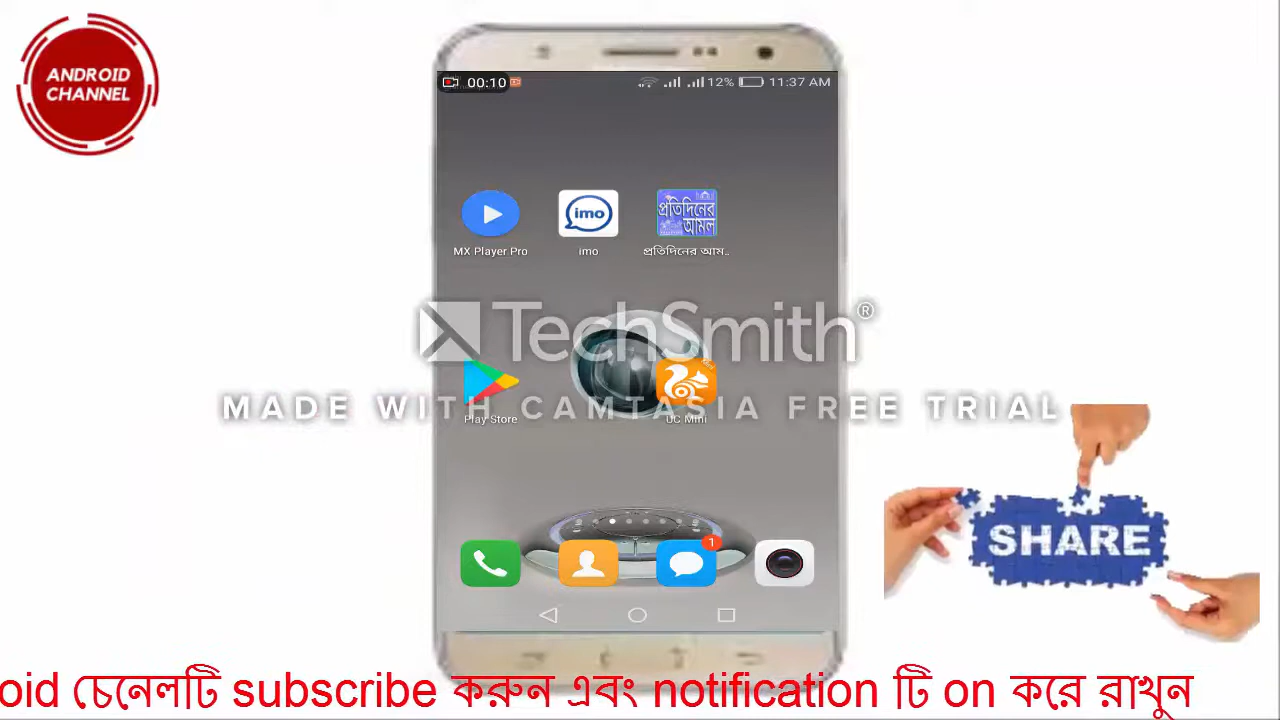 ANDROID
CHANNEL
00:10
12%
11:37 AM
প্রতিদিনের
আমল
imo
MX Player Pro
imo
প্রতিদিনের আম..
TechSmith®
MADE WITH CAMTASIA FREE TRIAL
Play Store
UC Mini
SHARE
1
oid চেনেলটি subscribe করুন এবং notification টি on করে রাখুন